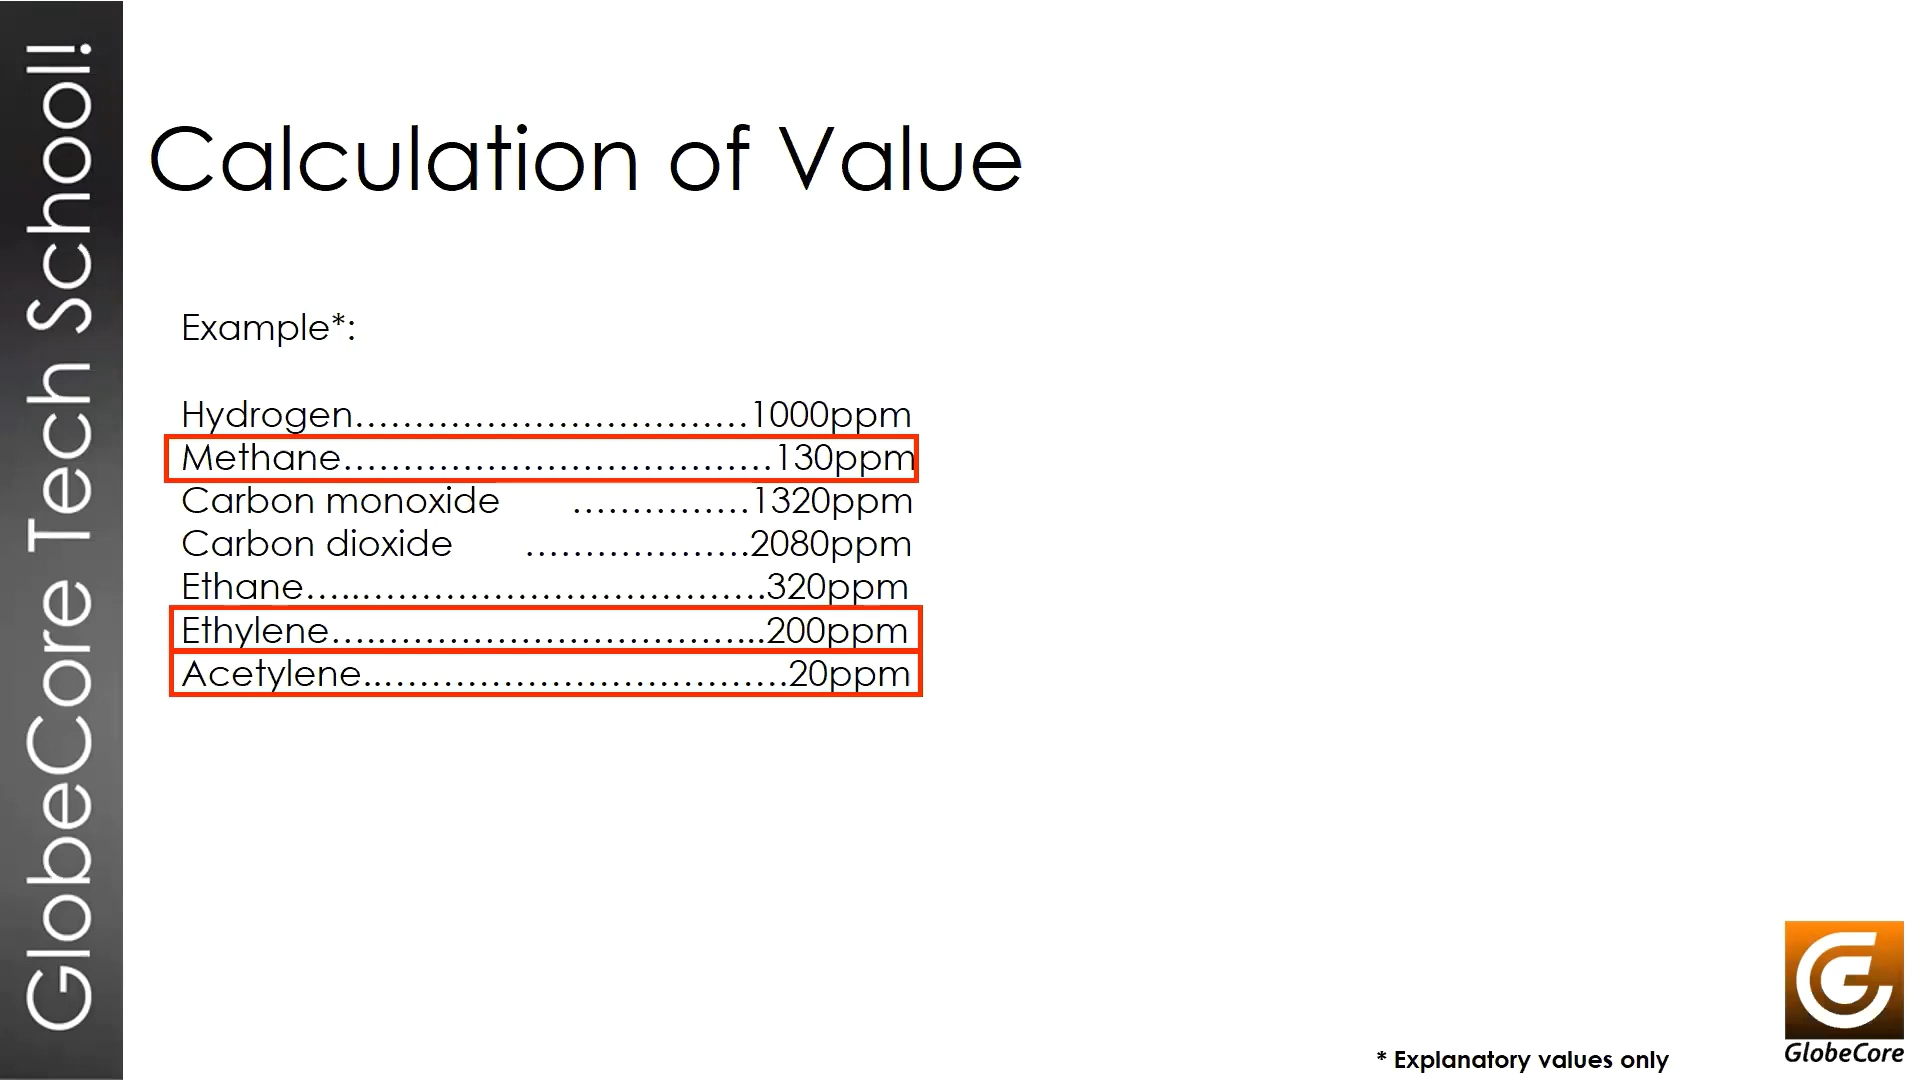 GlobeCore Tech School!
Calculation of Value
Example*:
Hydrogen……………………………1000ppm
Methane………………………………130ppm
Carbon monoxide ……………1320ppm
Carbon dioxide ……………….2080ppm
Ethane…..……………………………….320ppm
Ethylene….…………………………...200ppm
Acetylene..……………………………….20ppm
GlobeCore
* Explanatory values only